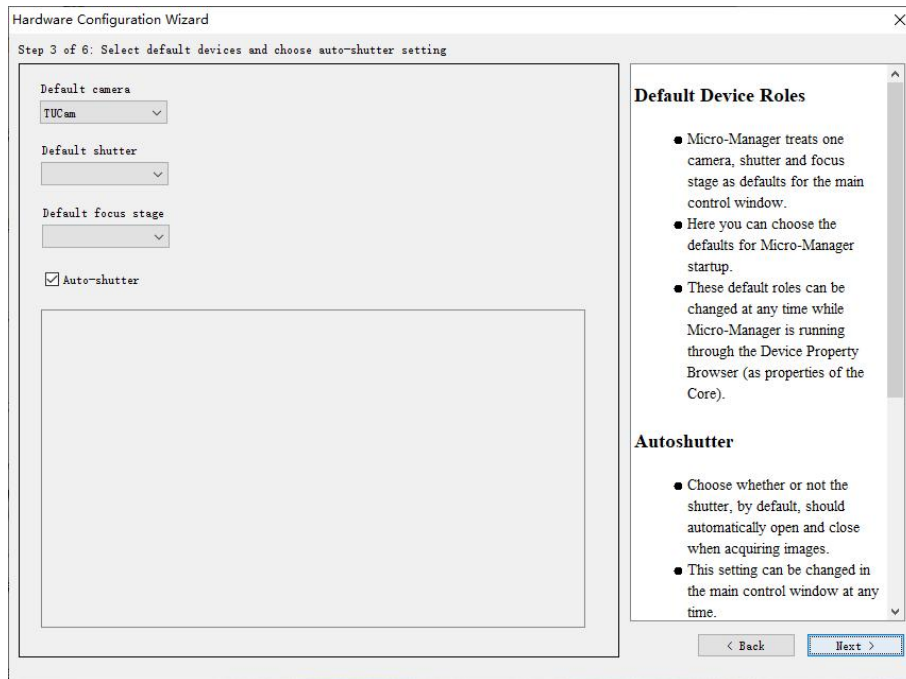 Hardware Configuration Wizard
Step 3 of 6: Select default devices and choose auto-shutter setting
Default camera
TUCam
Default shutter
Default focus stage
Auto-shutter
Default Device Roles
Micro-Manager treats one
camera, shutter and focus
stage as defaults for the main
control window.
Here you can choose the
defaults for Micro-Manager
startup.
These default roles can be
changed at any time while
Micro-Manager is running
through the Device Property
Browser (as properties of the
Core).
Autoshutter
Choose whether or not the
shutter, by default, should
automatically open and close
when acquiring images.
This setting can be changed in
the main control window at any
time.
< Back
Next >